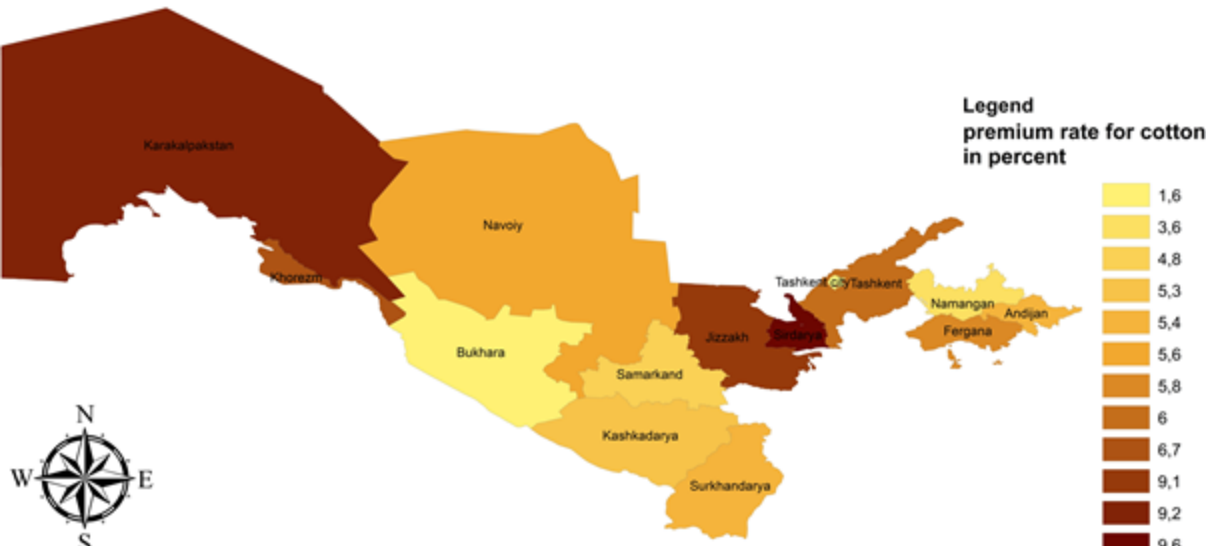 Legend
premium rate for cotton
in percent
1,6
3,6
4,8
5,3
5,4
5,6
5,8
6
6,7
9,1
9,2
9,6
Karakalpakstan
Navoiy
Khorezm
Tashkent city
Tashkent
Namangan
Andijan
Fergana
Jizzakh
Sirdarya
Bukhara
Samarkand
Kashkadarya
Surkhandarya
N
W
E
S